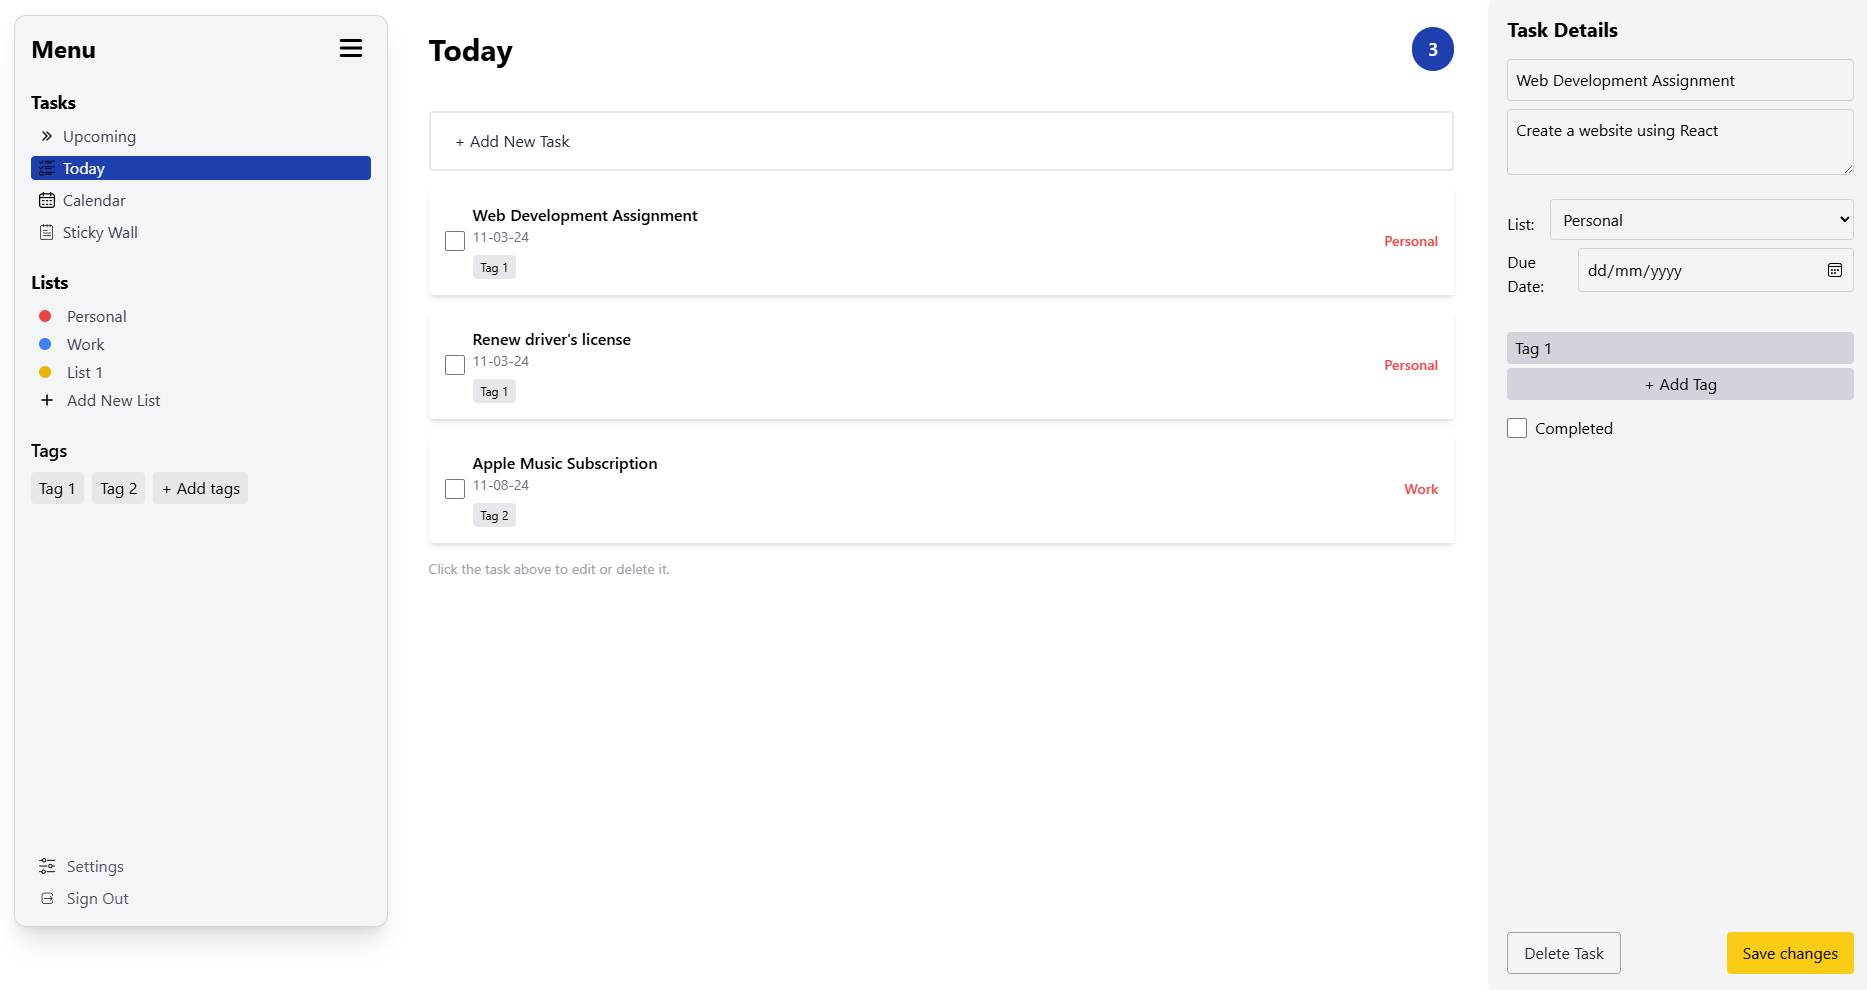 Menu
Tasks
Upcoming
Today
Calendar
Sticky Wall
Lists
Personal
Work
List 1
Add New List
Tags
Tag 1
Tag 2
+ Add tags
Settings
Sign Out
Today
3
+ Add New Task
Web Development Assignment
11-03-24
Tag 1
Personal
Renew driver's license
11-03-24
Tag 1
Personal
Apple Music Subscription
11-08-24
Tag 2
Work
Click the task above to edit or delete it.
Task Details
Web Development Assignment
Create a website using React
List:
Personal
Due
Date:
dd/mm/yyyy
Tag 1
+ Add Tag
Completed
Delete Task
Save changes